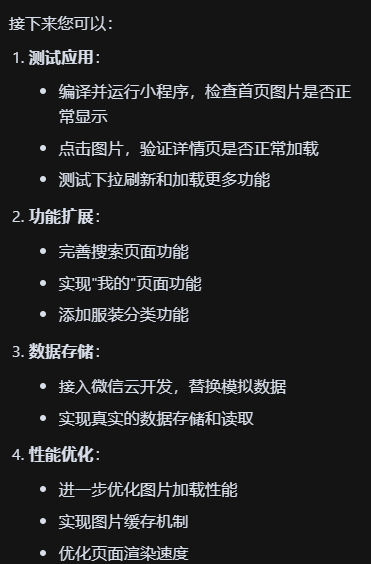 接下来您可以：
1. 测试应用：
• 编译并运行小程序，检查首页图片是否正
常显示
• 点击图片，验证详情页是否正常加载
• 测试下拉刷新和加载更多功能
2. 功能扩展：
• 完善搜索页面功能
• 实现"我的"页面功能
• 添加服装分类功能
3. 数据存储：
• 接入微信云开发，替换模拟数据
• 实现真实的数据存储和读取
4. 性能优化：
• 进一步优化图片加载性能
• 实现图片缓存机制
• 优化页面渲染速度